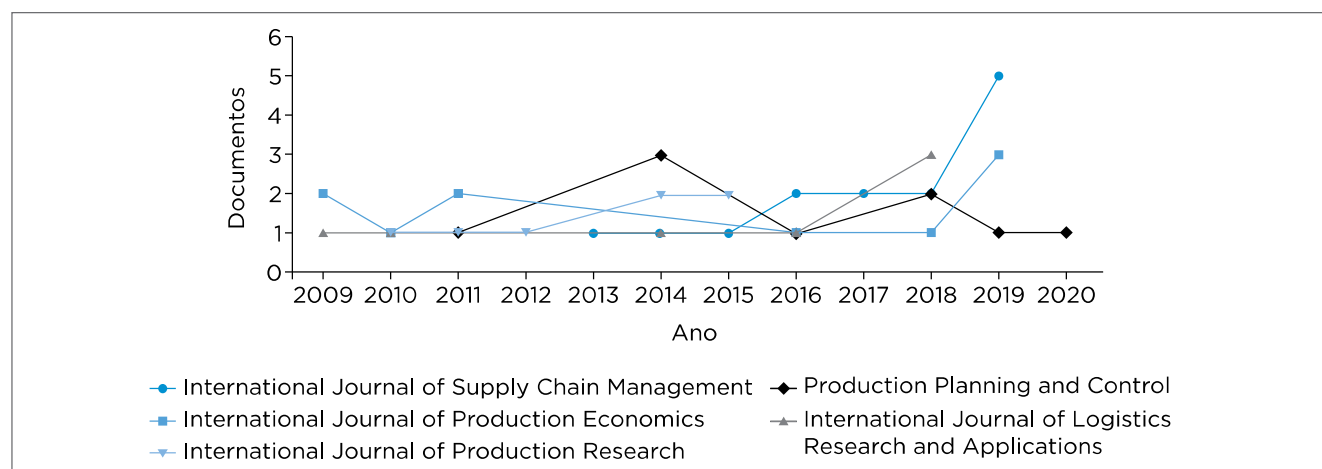 6
5
4
3
2
1
0
Documentos
2009 2010 2011 2012 2013 2014 2015 2016 2017 2018 2019 2020
Ano
International Journal of Supply Chain Management
International Journal of Production Economics
International Journal of Production Research
Production Planning and Control
International Journal of Logistics
Research and Applications